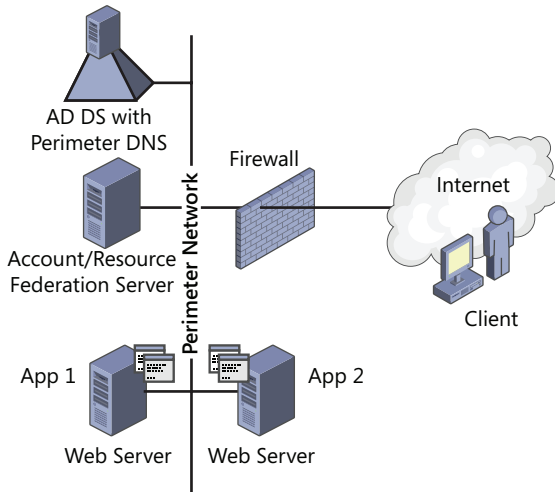 AD DS with
Perimeter DNS
Firewall
Internet
Perimeter Network
Account/Resource
Federation Server
Client
App 1
App 2
Web Server
Web Server